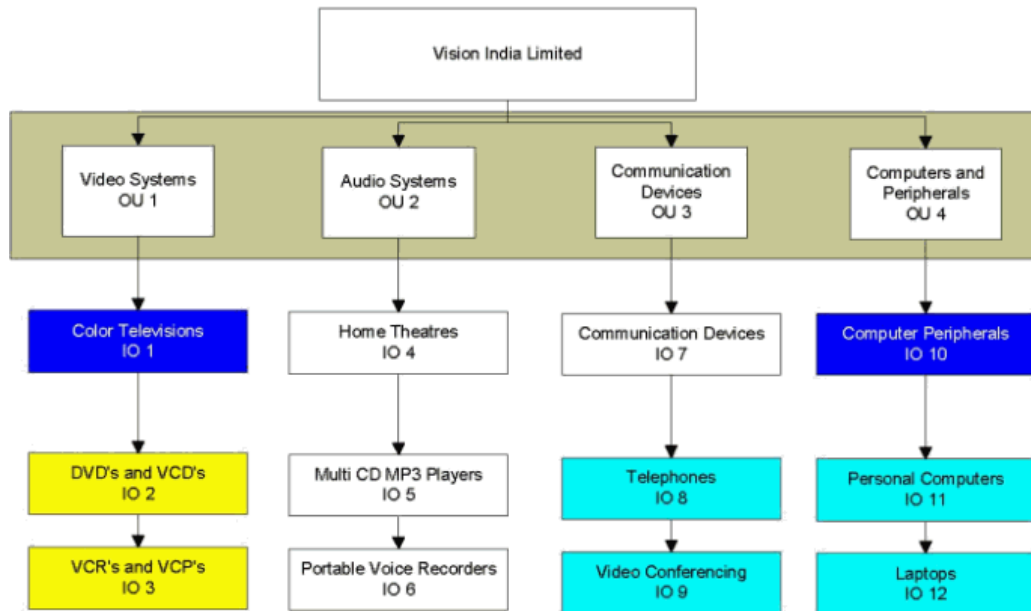 Vision India Limited
Video Systems
OU 1
Audio Systems
OU 2
Communication
Devices
OU 3
Computers and
Peripherals
OU 4
Color Televisions
IO 1
Home Theatres
IO 4
Communication Devices
IO 7
Computer Peripherals
IO 10
DVD's and VCD's
IO 2
Multi CD MP3 Players
IO 5
Telephones
IO 8
Personal Computers
IO 11
VCR's and VCP's
IO 3
Portable Voice Recorders
IO 6
Video Conferencing
IO 9
Laptops
IO 12